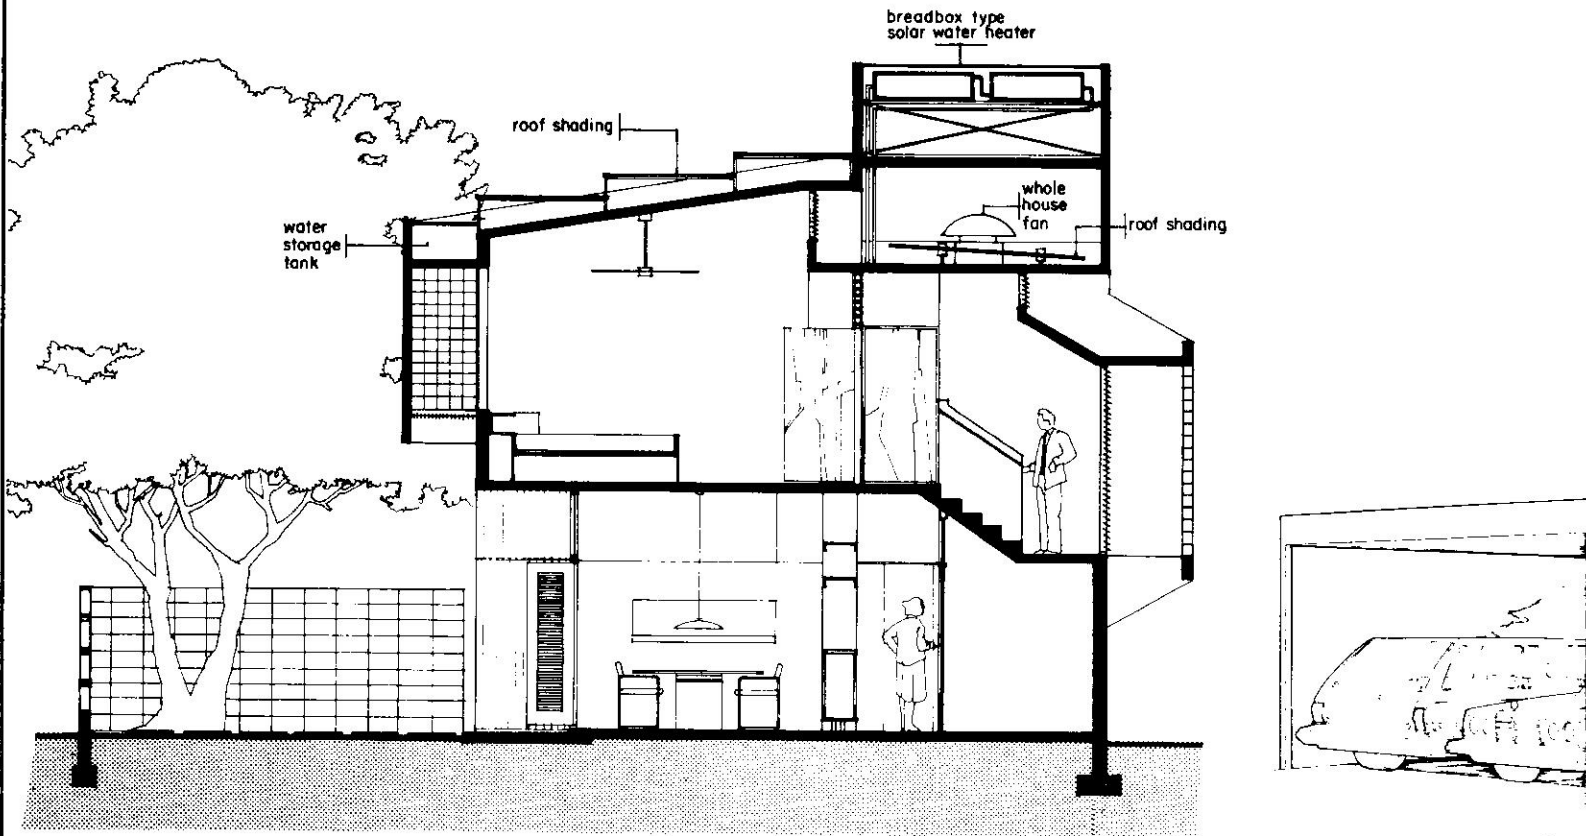 breadbox type
solar water heater
roof shading
whole
house
fan
roof shading
water
storage
tank